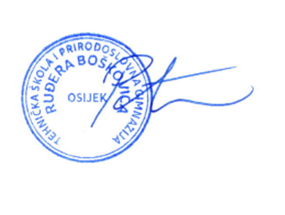 TEHNIČKA ŠKOLA I PRIRODOSLOVNA GIMNAZIJA
RUĐERA BOŠKOVIĆA
OSIJEK